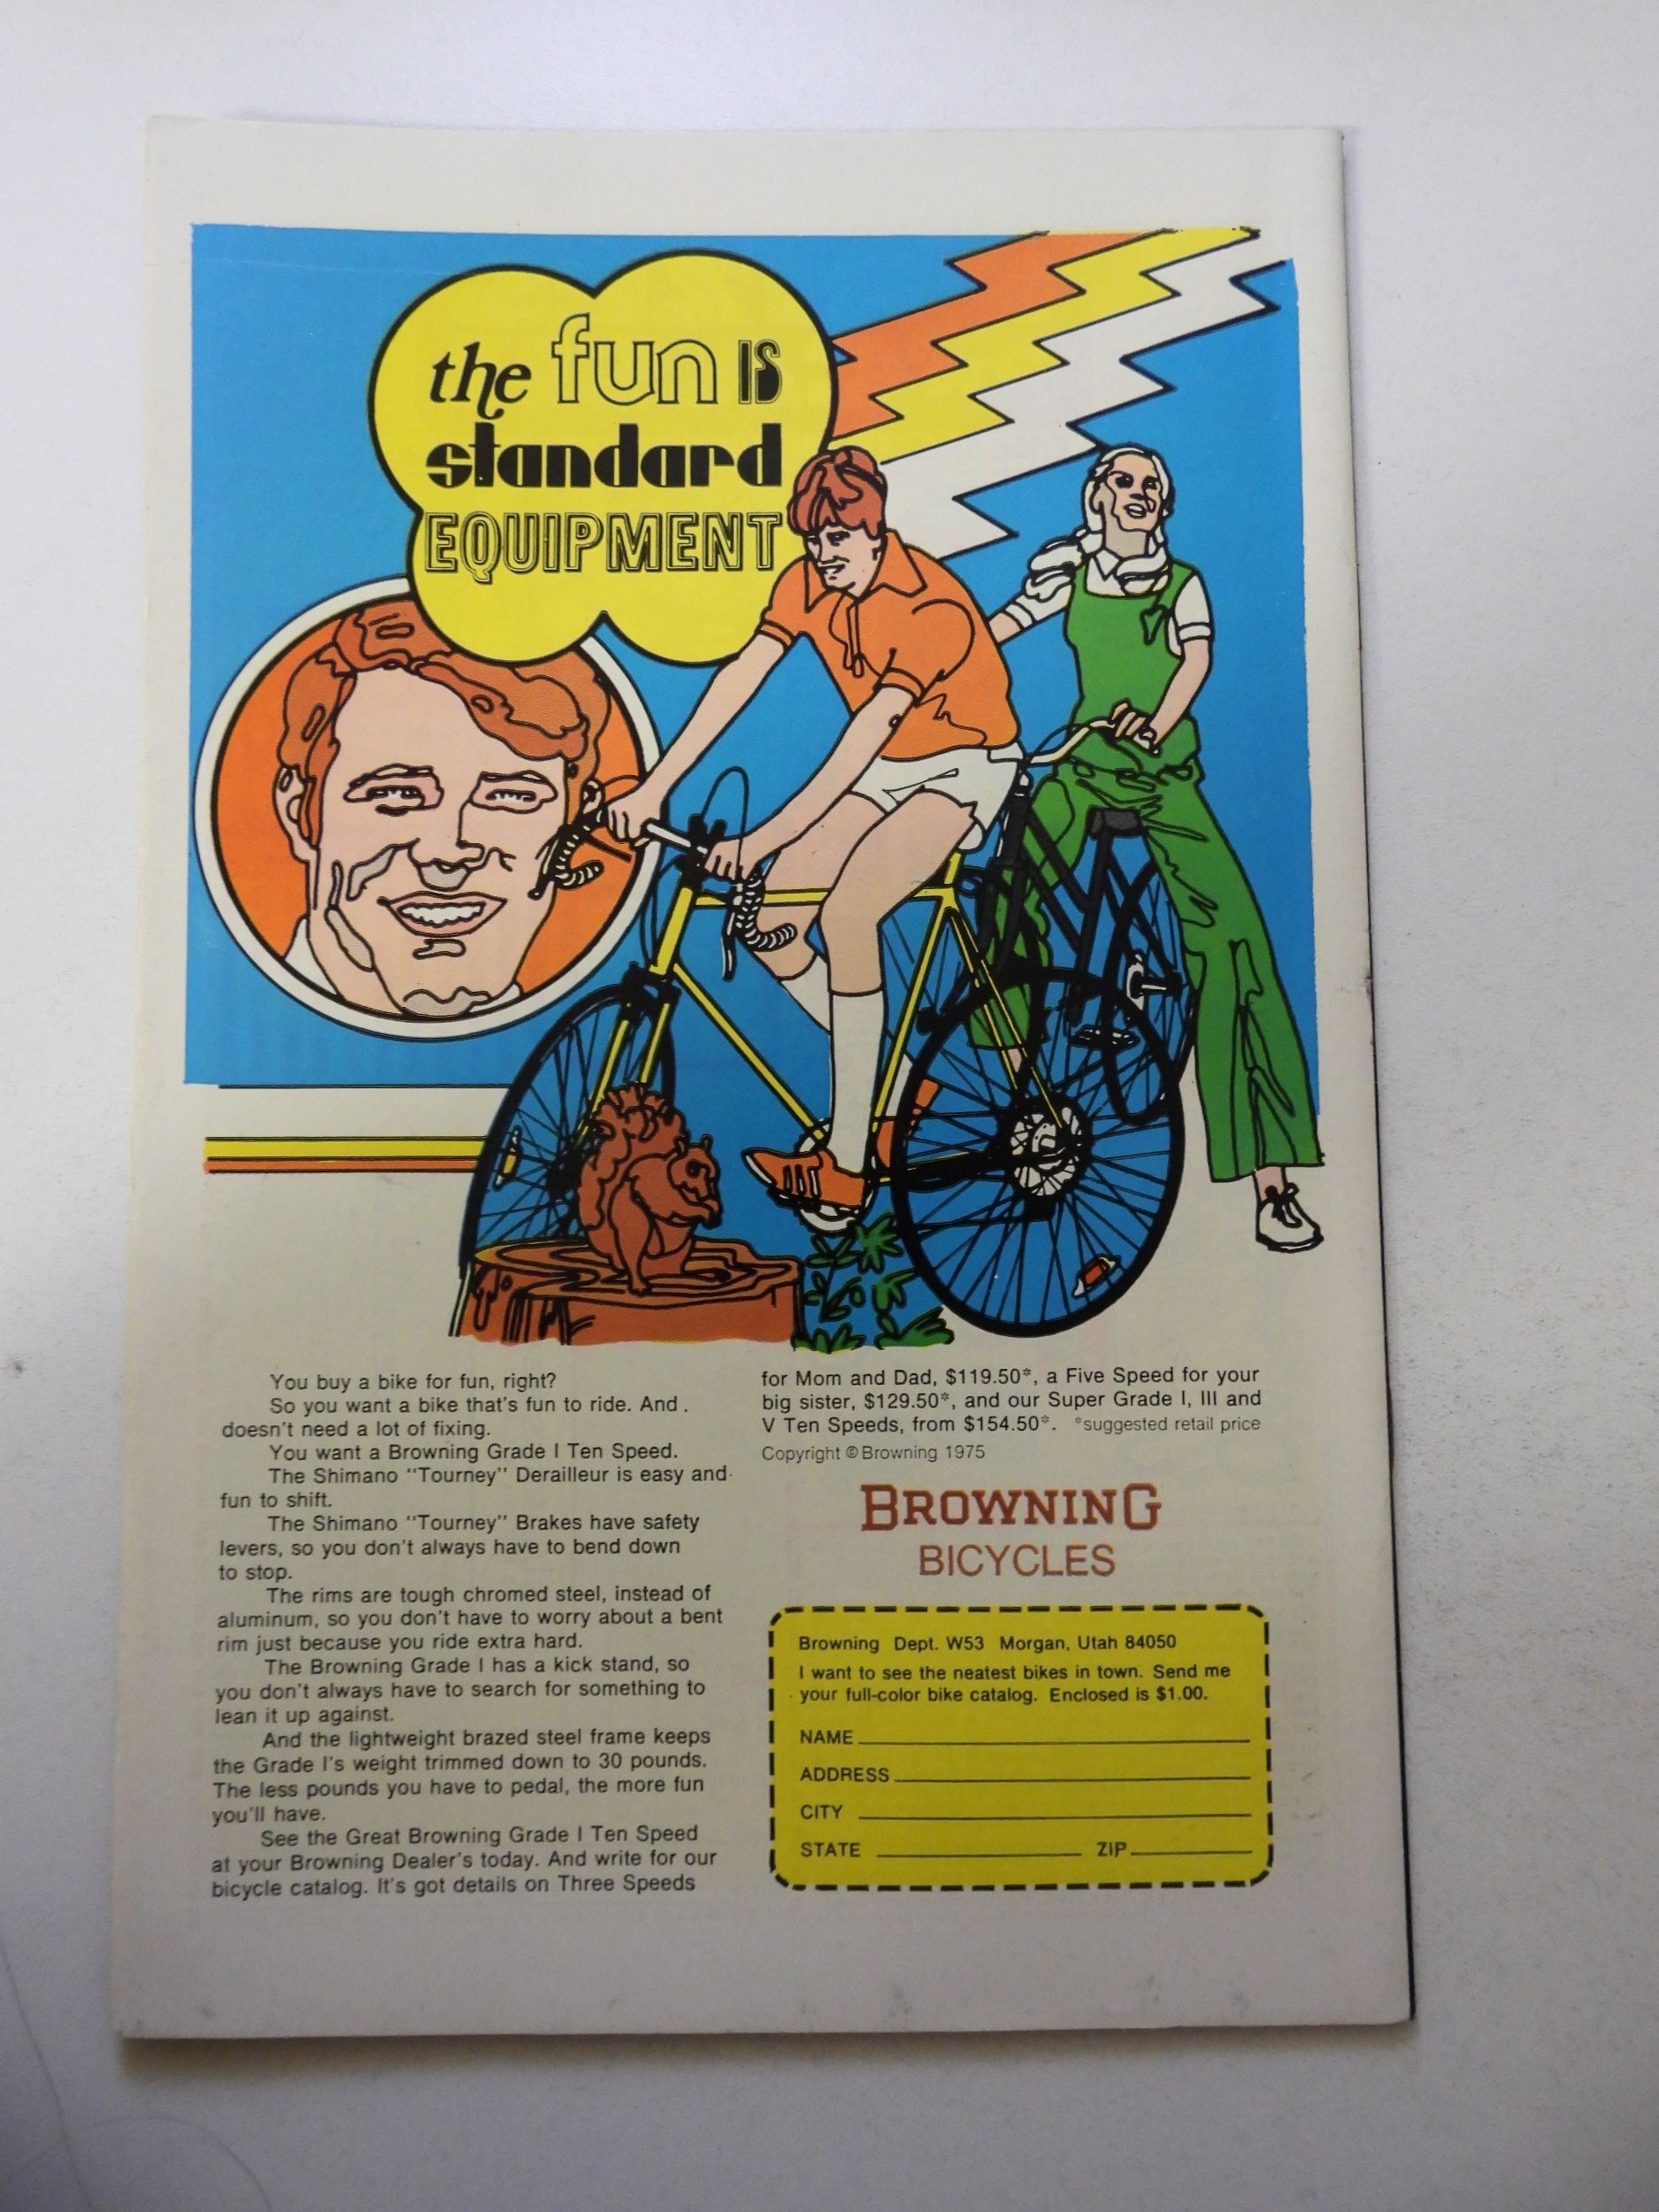 the fun IS
standard
EQUIPMENT
You buy a bike for fun, right?
So you want a bike that's fun to ride. And
doesn't need a lot of fixing.
You want a Browning Grade I Ten Speed.
The Shimano "Tourney" Derailleur is easy and
fun to shift.
The Shimano "Tourney" Brakes have safety
levers, so you don't always have to bend down
to stop.
The rims are tough chromed steel, instead of
aluminum, so you don't have to worry about a bent
rim just because you ride extra hard.
The Browning Grade I has a kick stand, so
you don't always have to search for something to
lean it up against.
And the lightweight brazed steel frame keeps
the Grade I's weight trimmed down to 30 pounds.
The less pounds you have to pedal, the more fun
you'll have.
See the Great Browning Grade I Ten Speed
at your Browning Dealer's today. And write for our
bicycle catalog. It's got details on Three Speeds
for Mom and Dad, $119.50*, a Five Speed for your
big sister, $129.50*, and our Super Grade I, III and
V Ten Speeds, from $154.50*. *suggested retail price
Copyright © Browning 1975
BROWNING
BICYCLES
Browning Dept. W53 Morgan, Utah 84050
I want to see the neatest bikes in town. Send me
your full-color bike catalog. Enclosed is $1.00.
NAME
ADDRESS
CITY
STATE ZIP